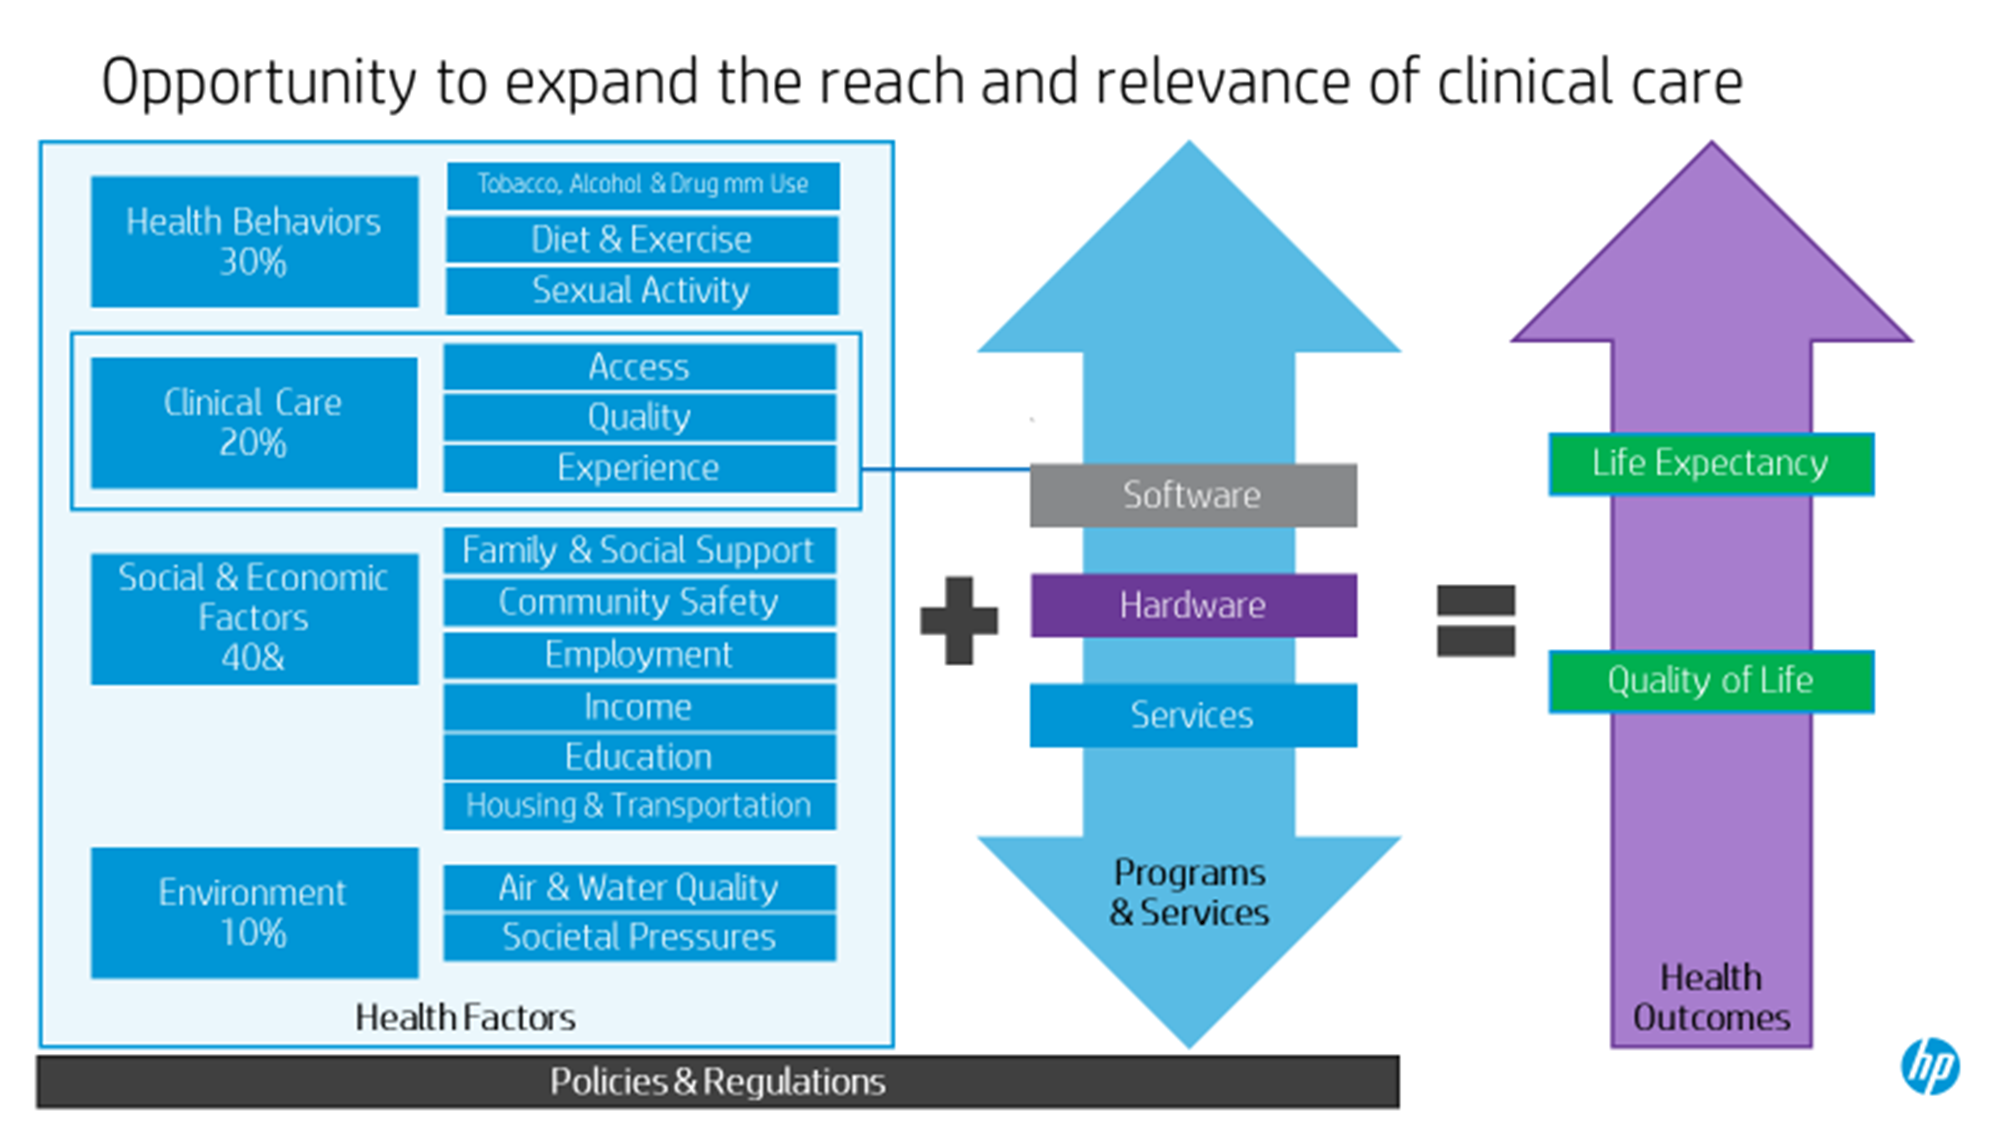 Opportunity to expand the reach and relevance of clinical care
Health Behaviors
30%
Tobacco, Alcohol & Drug mm Use
Diet & Exercise
Sexual Activity
Clinical Care
20%
Access
Quality
Experience
Social & Economic
Factors
40&
Family & Social Support
Community Safety
Employment
Income
Education
Housing & Transportation
Environment
10%
Air & Water Quality
Societal Pressures
Health Factors
Software
Hardware
Services
Programs
& Services
Life Expectancy
Quality of Life
Health
Outcomes
Policies & Regulations
hp